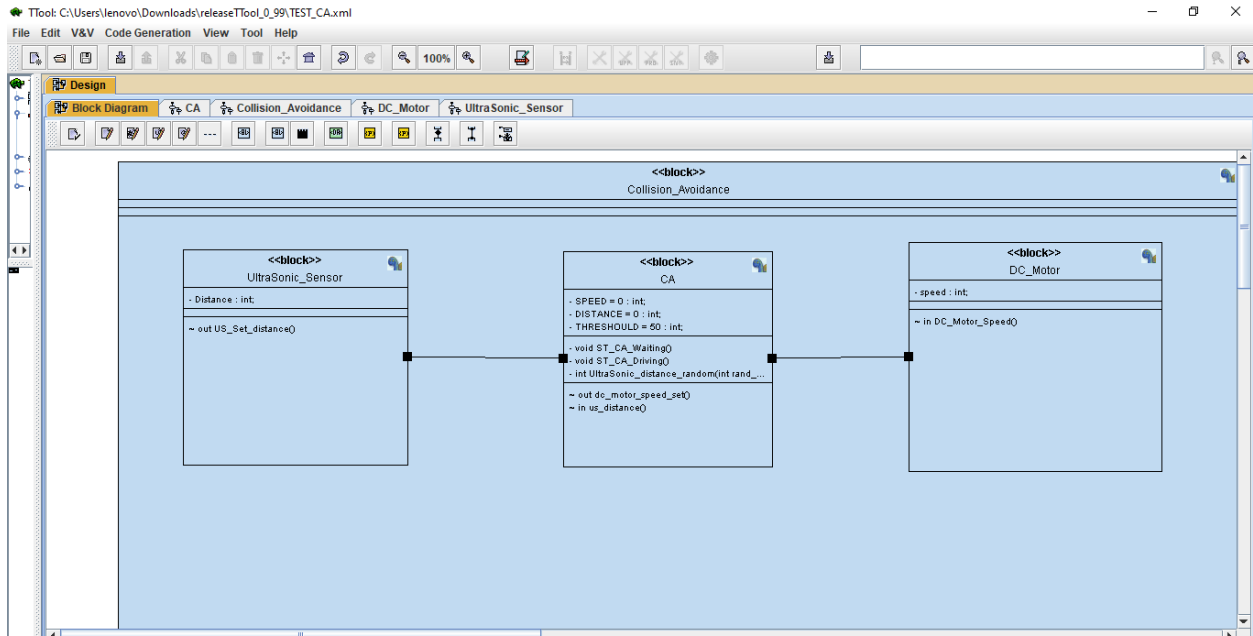 TTool: C:\Users\lenovo\Downloads\releaseTTool_0_99\TEST_CA.xml
File Edit V&V Code Generation View Tool Help
100%
Design
Block Diagram CA Collision_Avoidance DC_Motor UltraSonic_Sensor
<<block>>
Collision_Avoidance
<<block>>
UltraSonic_Sensor
- Distance : int;
~ out US_Set_distance()
<<block>>
CA
- SPEED = 0 : int;
- DISTANCE = 0 : int;
- THRESHOULD = 50 : int;
- void ST_CA_Waiting()
- void ST_CA_Driving()
- int UltraSonic_distance_random(int rand_...
~ out dc_motor_speed_set()
~ in us_distance()
<<block>>
DC_Motor
- speed : int;
~ in DC_Motor_Speed()